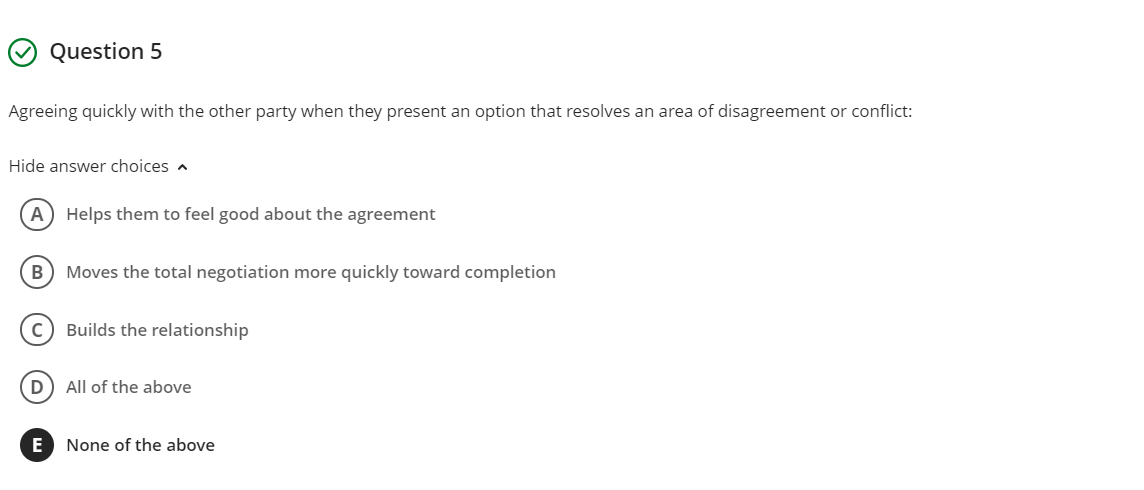 Question 5
Agreeing quickly with the other party when they present an option that resolves an area of disagreement or conflict:
Hide answer choices
A Helps them to feel good about the agreement
B Moves the total negotiation more quickly toward completion
C Builds the relationship
D All of the above
E None of the above